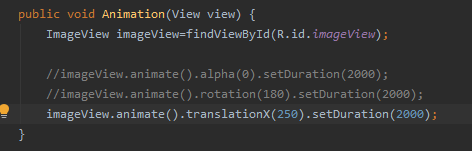 public void Animation(View view) {
ImageView imageView=findViewById(R.id.imageView);
//imageView.animate().alpha(0).setDuration(2000);
//imageView.animate().rotation(180).setDuration(2000);
imageView.animate().translationX(250).setDuration(2000);
}